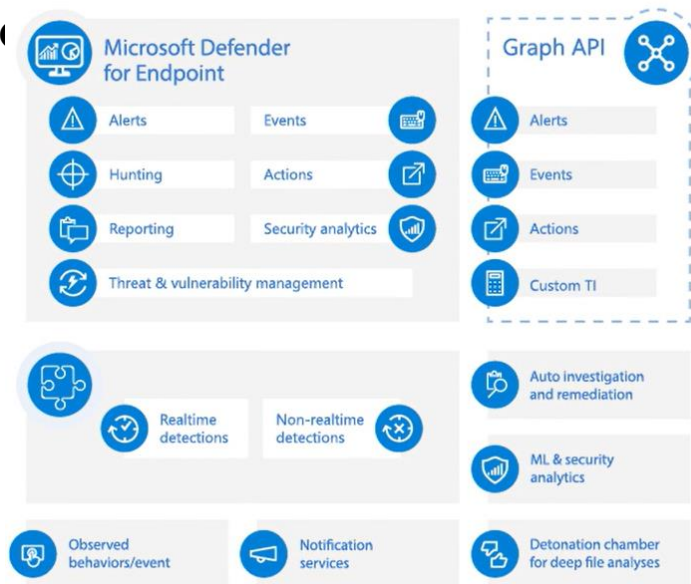 Microsoft Defender
for Endpoint
Alerts
Events
Hunting
Actions
Reporting
Security analytics
Threat & vulnerability management
Graph API
Alerts
Events
Actions
Custom TI
Realtime
detections
Non-realtime
detections
Auto investigation
and remediation
ML & security
analytics
Observed
behaviors/event
Notification
services
Detonation chamber
for deep file analyses